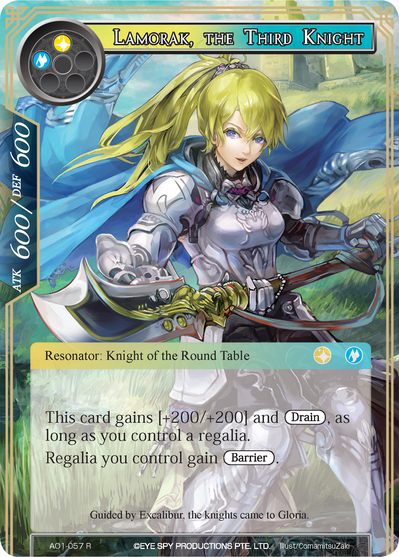 LAMORAK, THE THIRD KNIGHT
ATK 600/DEF 600
Resonator: Knight of the Round Table
This card gains [+200/+200] and Drain, as
long as you control a regalia.
Regalia you control gain Barrier.
Guided by Excalibur, the knights came to Gloria.
AO1-057 R ©EYE SPY PRODUCTIONS PTE. LTD. Illust/ComamitsuZaki